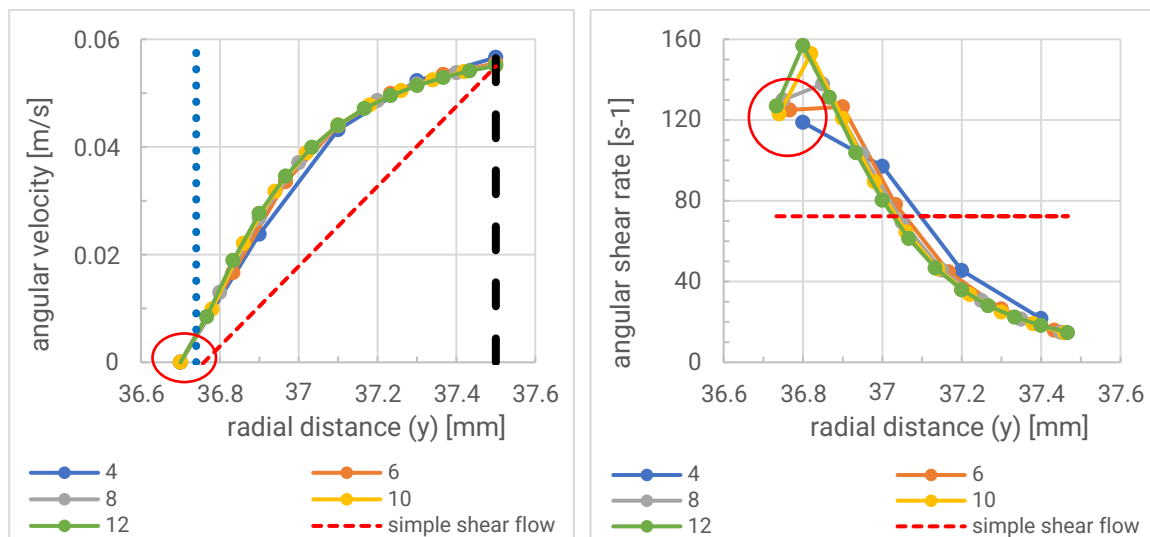 0.06
0.04
0.02
0
36.6 36.8 37 37.2 37.4 37.6
angular velocity [m/s]
radial distance (y) [mm]
4 6
8 10
12 simple shear flow
160
120
80
40
0
36.6 36.8 37 37.2 37.4 37.6
angular shear rate [s-1]
radial distance (y) [mm]
4 6
8 10
12 simple shear flow